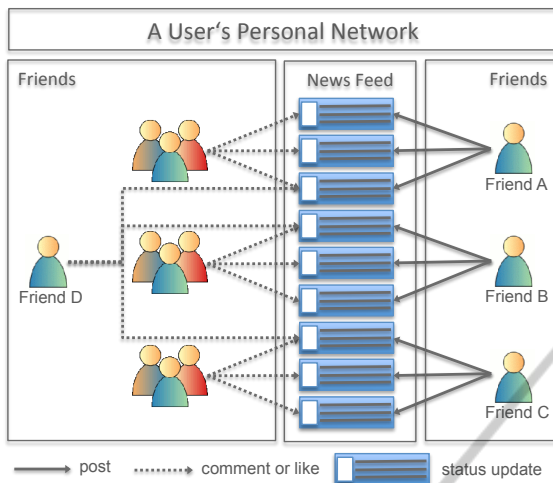 A User‘s Personal Network
Friends
News Feed
Friends
Friend A
Friend D
Friend B
Friend C
post
comment or like
status update